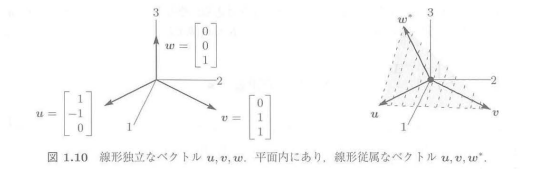 3
w = [0 0 1]
2
u = [1 -1 0]
1
v = [0 1 1]
3
w*
2
u
1
v
図 1.10 線形独立なベクトル u, v, w. 平面内にあり, 線形従属なベクトル u, v, w*.